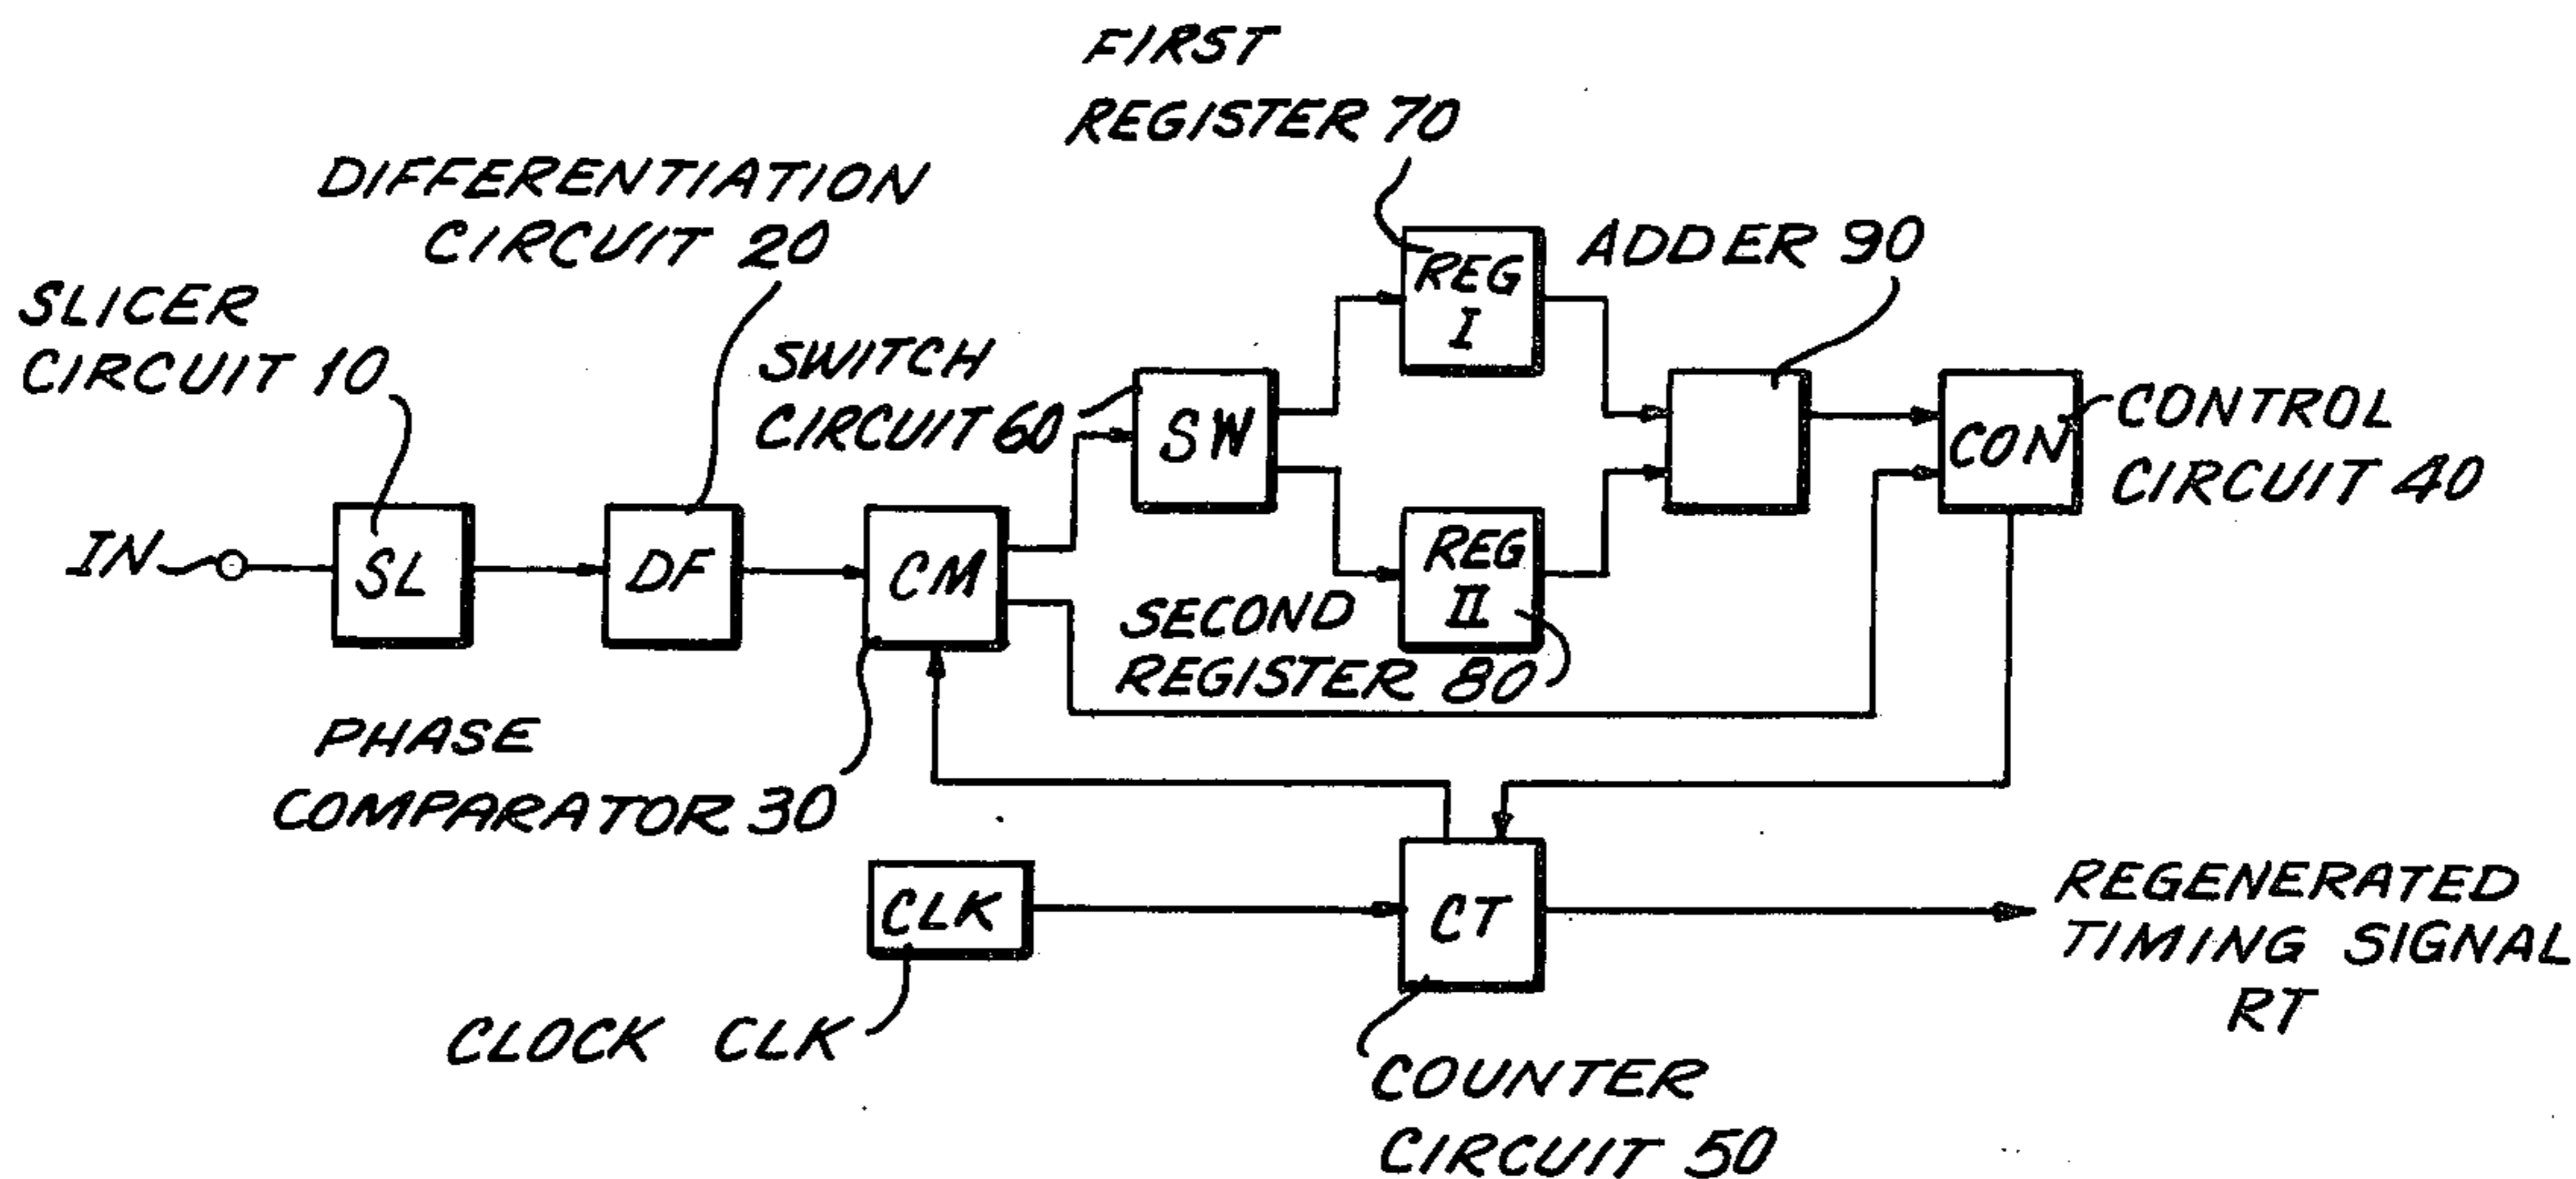 FIRST
REGISTER 70
DIFFERENTIATION
CIRCUIT 20
ADDER 90
SLICER
CIRCUIT 10
SWITCH
CIRCUIT 60
REG
I
SW
CON
CONTROL
CIRCUIT 40
IN
SL
DF
CM
REG
II
SECOND
REGISTER 80
PHASE
COMPARATOR 30
CLK
CT
REGENERATED
TIMING SIGNAL
RT
CLOCK CLK
COUNTER
CIRCUIT 50